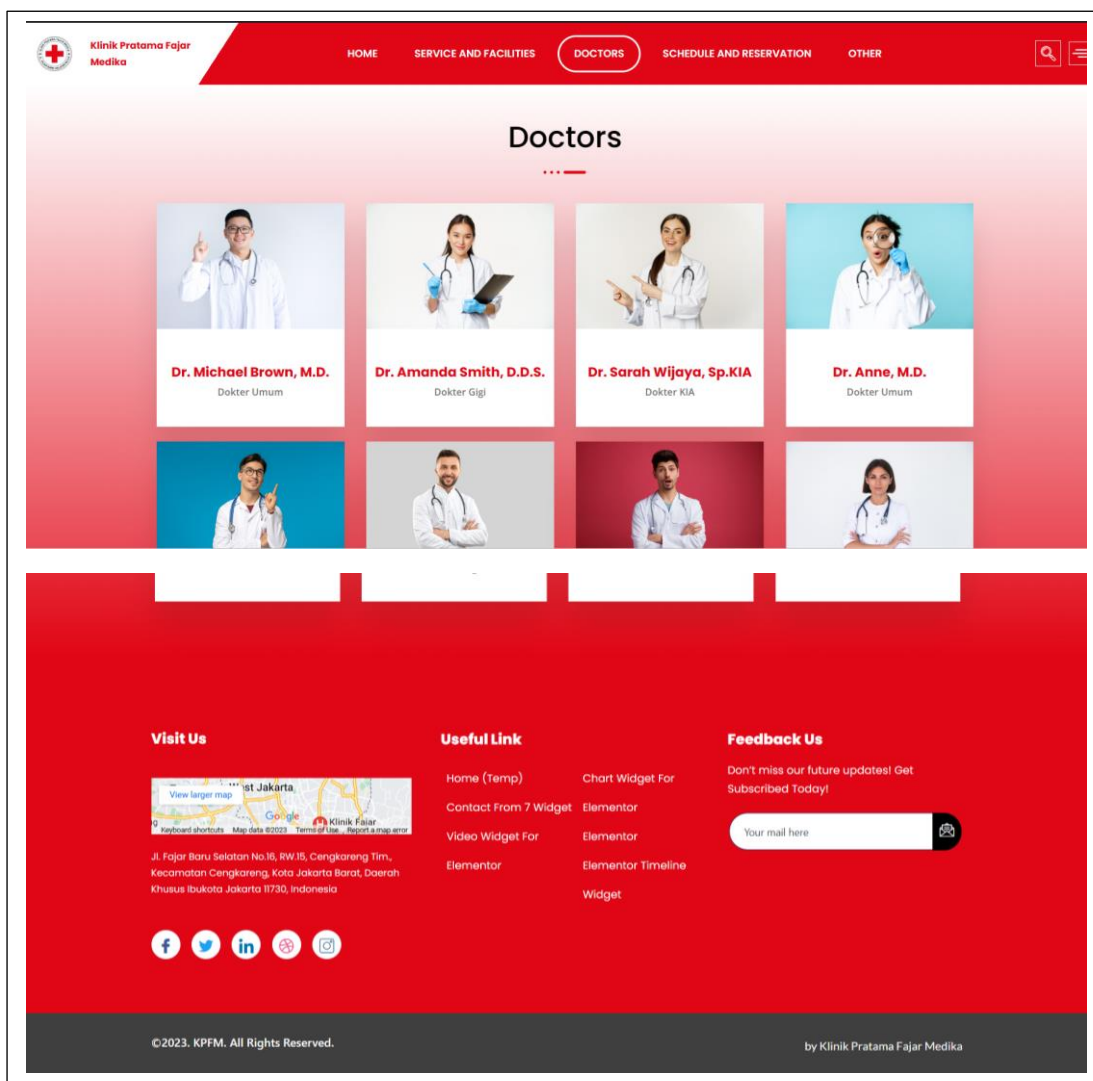 Klinik Pratama Fajar
Medika
HOME
SERVICE AND FACILITIES
DOCTORS
SCHEDULE AND RESERVATION
OTHER
Doctors
Dr. Michael Brown, M.D.
Dokter Umum
Dr. Amanda Smith, D.D.S.
Dokter Gigi
Dr. Sarah Wijaya, Sp.KIA
Dokter KIA
Dr. Anne, M.D.
Dokter Umum
Visit Us
View larger map
st Jakarta
Google
Klinik Fajar
Keyboard shortcuts Map data ©2023 Terms of Use Report a map error
Jl. Fajar Baru Selatan No.16, RW.15, Cengkareng Tim.,
Kecamatan Cengkareng, Kota Jakarta Barat, Daerah
Khusus Ibukota Jakarta 11730, Indonesia
Useful Link
Home (Temp)
Contact From 7 Widget
Video Widget For
Elementor
Chart Widget For
Elementor
Elementor
Elementor Timeline
Widget
Feedback Us
Don't miss our future updates! Get
Subscribed Today!
Your mail here
©2023. KPFM. All Rights Reserved.
by Klinik Pratama Fajar Medika